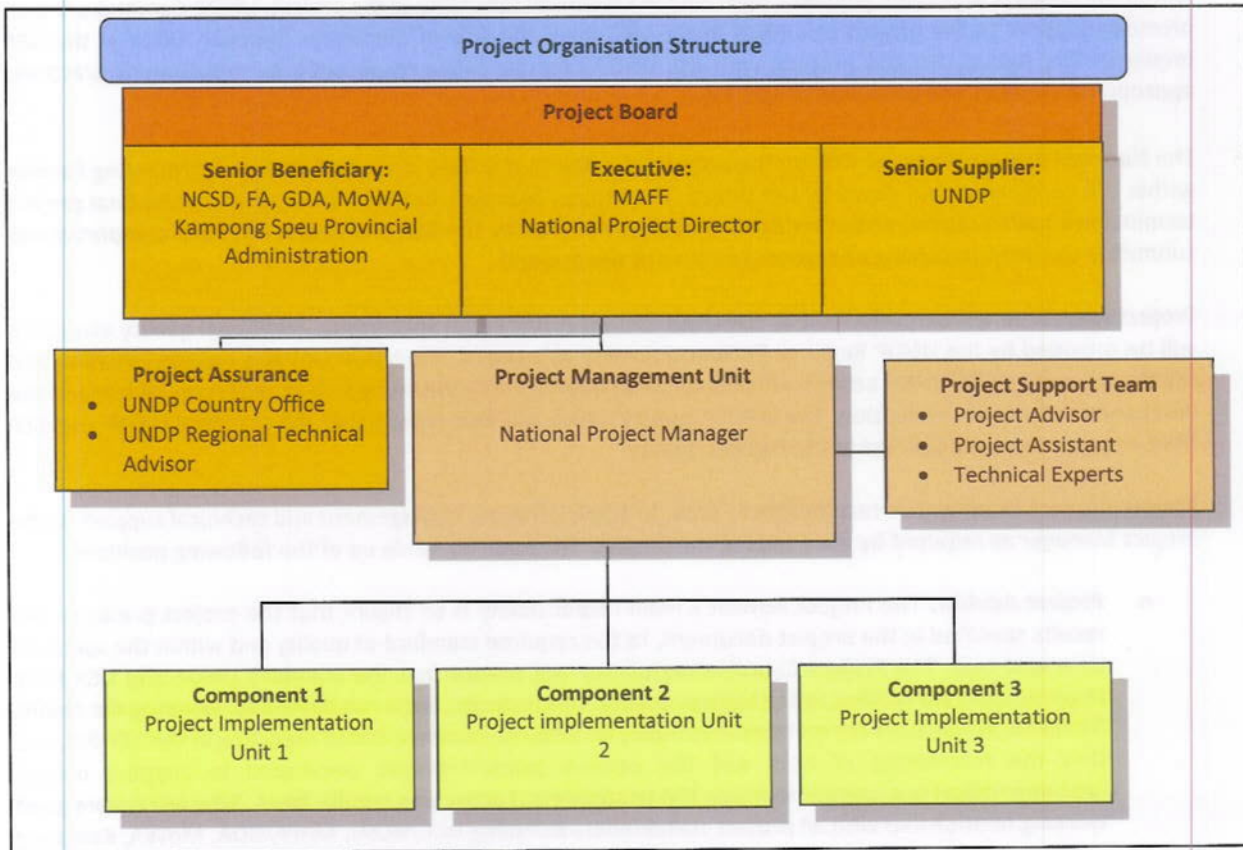 Project Organisation Structure
Project Board
Senior Beneficiary:
NCSD, FA, GDA, MoWA,
Kampong Speu Provincial
Administration
Executive:
MAFF
National Project Director
Senior Supplier:
UNDP
Project Assurance
• UNDP Country Office
• UNDP Regional Technical
Advisor
Project Management Unit
National Project Manager
Project Support Team
• Project Advisor
• Project Assistant
• Technical Experts
Component 1
Project Implementation
Unit 1
Component 2
Project implementation Unit
2
Component 3
Project Implementation
Unit 3